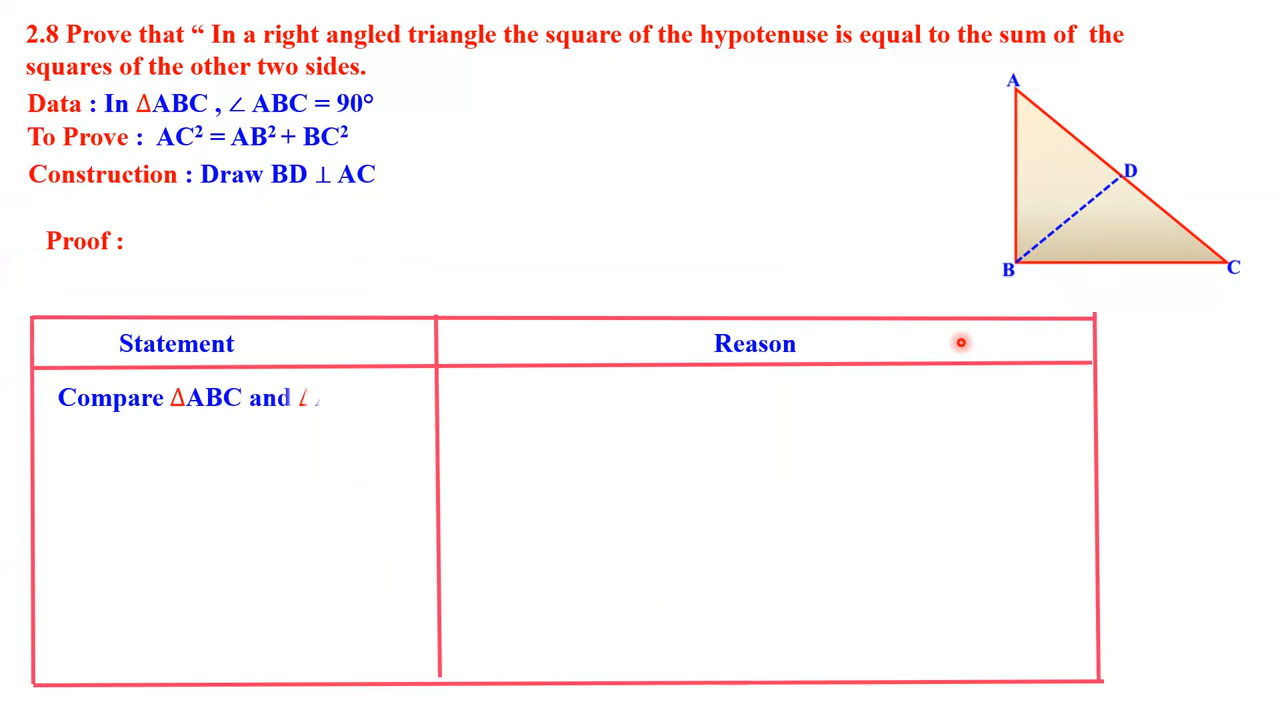 2.8 Prove that “ In a right angled triangle the square of the hypotenuse is equal to the sum of the
squares of the other two sides.
Data : In ∆ABC , ∠ ABC = 90°
To Prove : AC² = AB² + BC²
Construction : Draw BD ⊥ AC
Proof :
A
D
B
C
Statement
Reason
Compare ∆ABC and